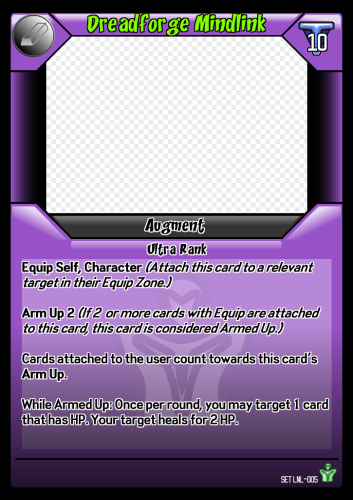 Dreadforge Mindlink
10
Augment
Ultra Rank
Equip Self, Character (Attach this card to a relevant
target in their Equip Zone.)
Arm Up 2 (If 2 or more cards with Equip are attached
to this card, this card is considered Armed Up.)
Cards attached to the user count towards this card's
Arm Up.
While Armed Up: Once per round, you may target 1 card
that has HP. Your target heals for 2 HP.
SET LNL-005